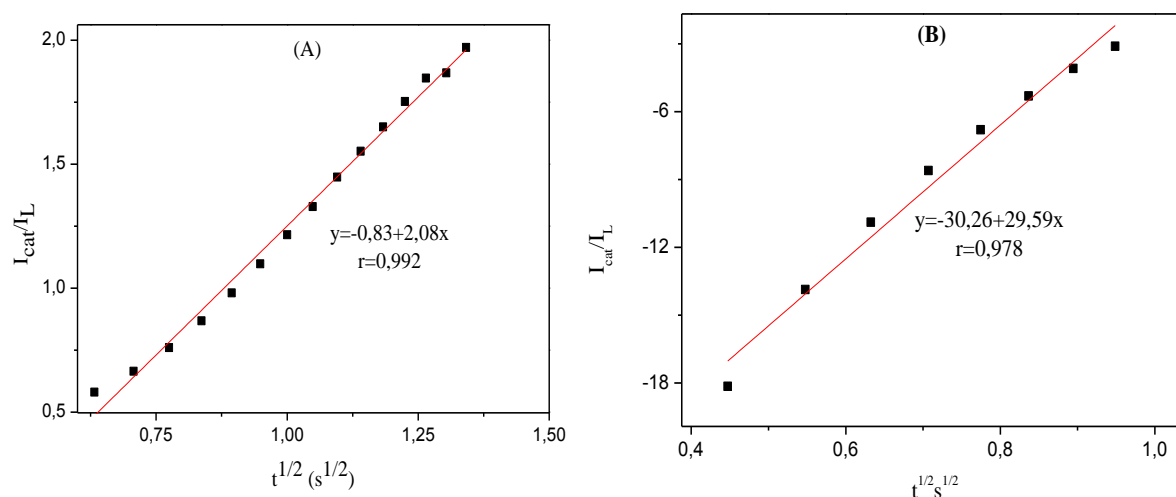 (A)
2,0
1,5
1,0
0,5
I_cat/I_L
y=-0,83+2,08x
r=0,992
0,75 1,00 1,25 1,50
t^1/2 (s^1/2)
(B)
-6
-12
-18
I_cat/I_L
y=-30,26+29,59x
r=0,978
0,4 0,6 0,8 1,0
t^1/2 s^1/2